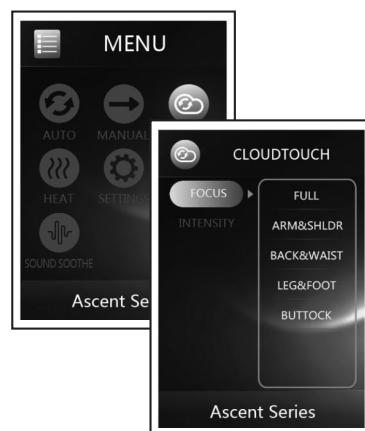 MENU
AUTO
MANUAL
HEAT
SETTING
SOUND SOOTHE
Ascent Se
CLOUDTOUCH
FOCUS
FULL
INTENSITY
ARM&SHLDR
BACK&WAIST
LEG&FOOT
BUTTOCK
Ascent Series